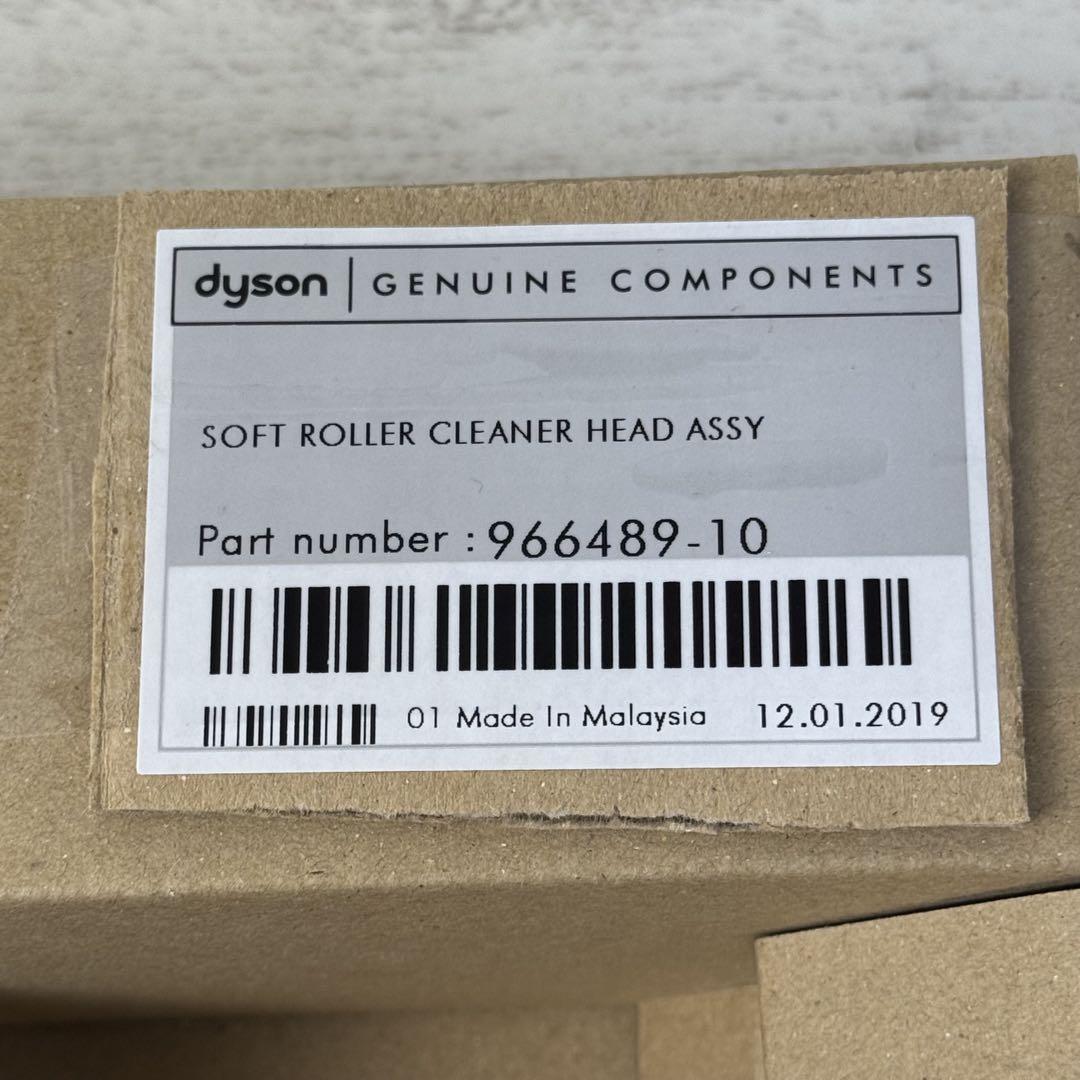 dyson | GENUINE COMPONENTS
SOFT ROLLER CLEANER HEAD ASSY
Part number : 966489-10
01 Made In Malaysia 12.01.2019